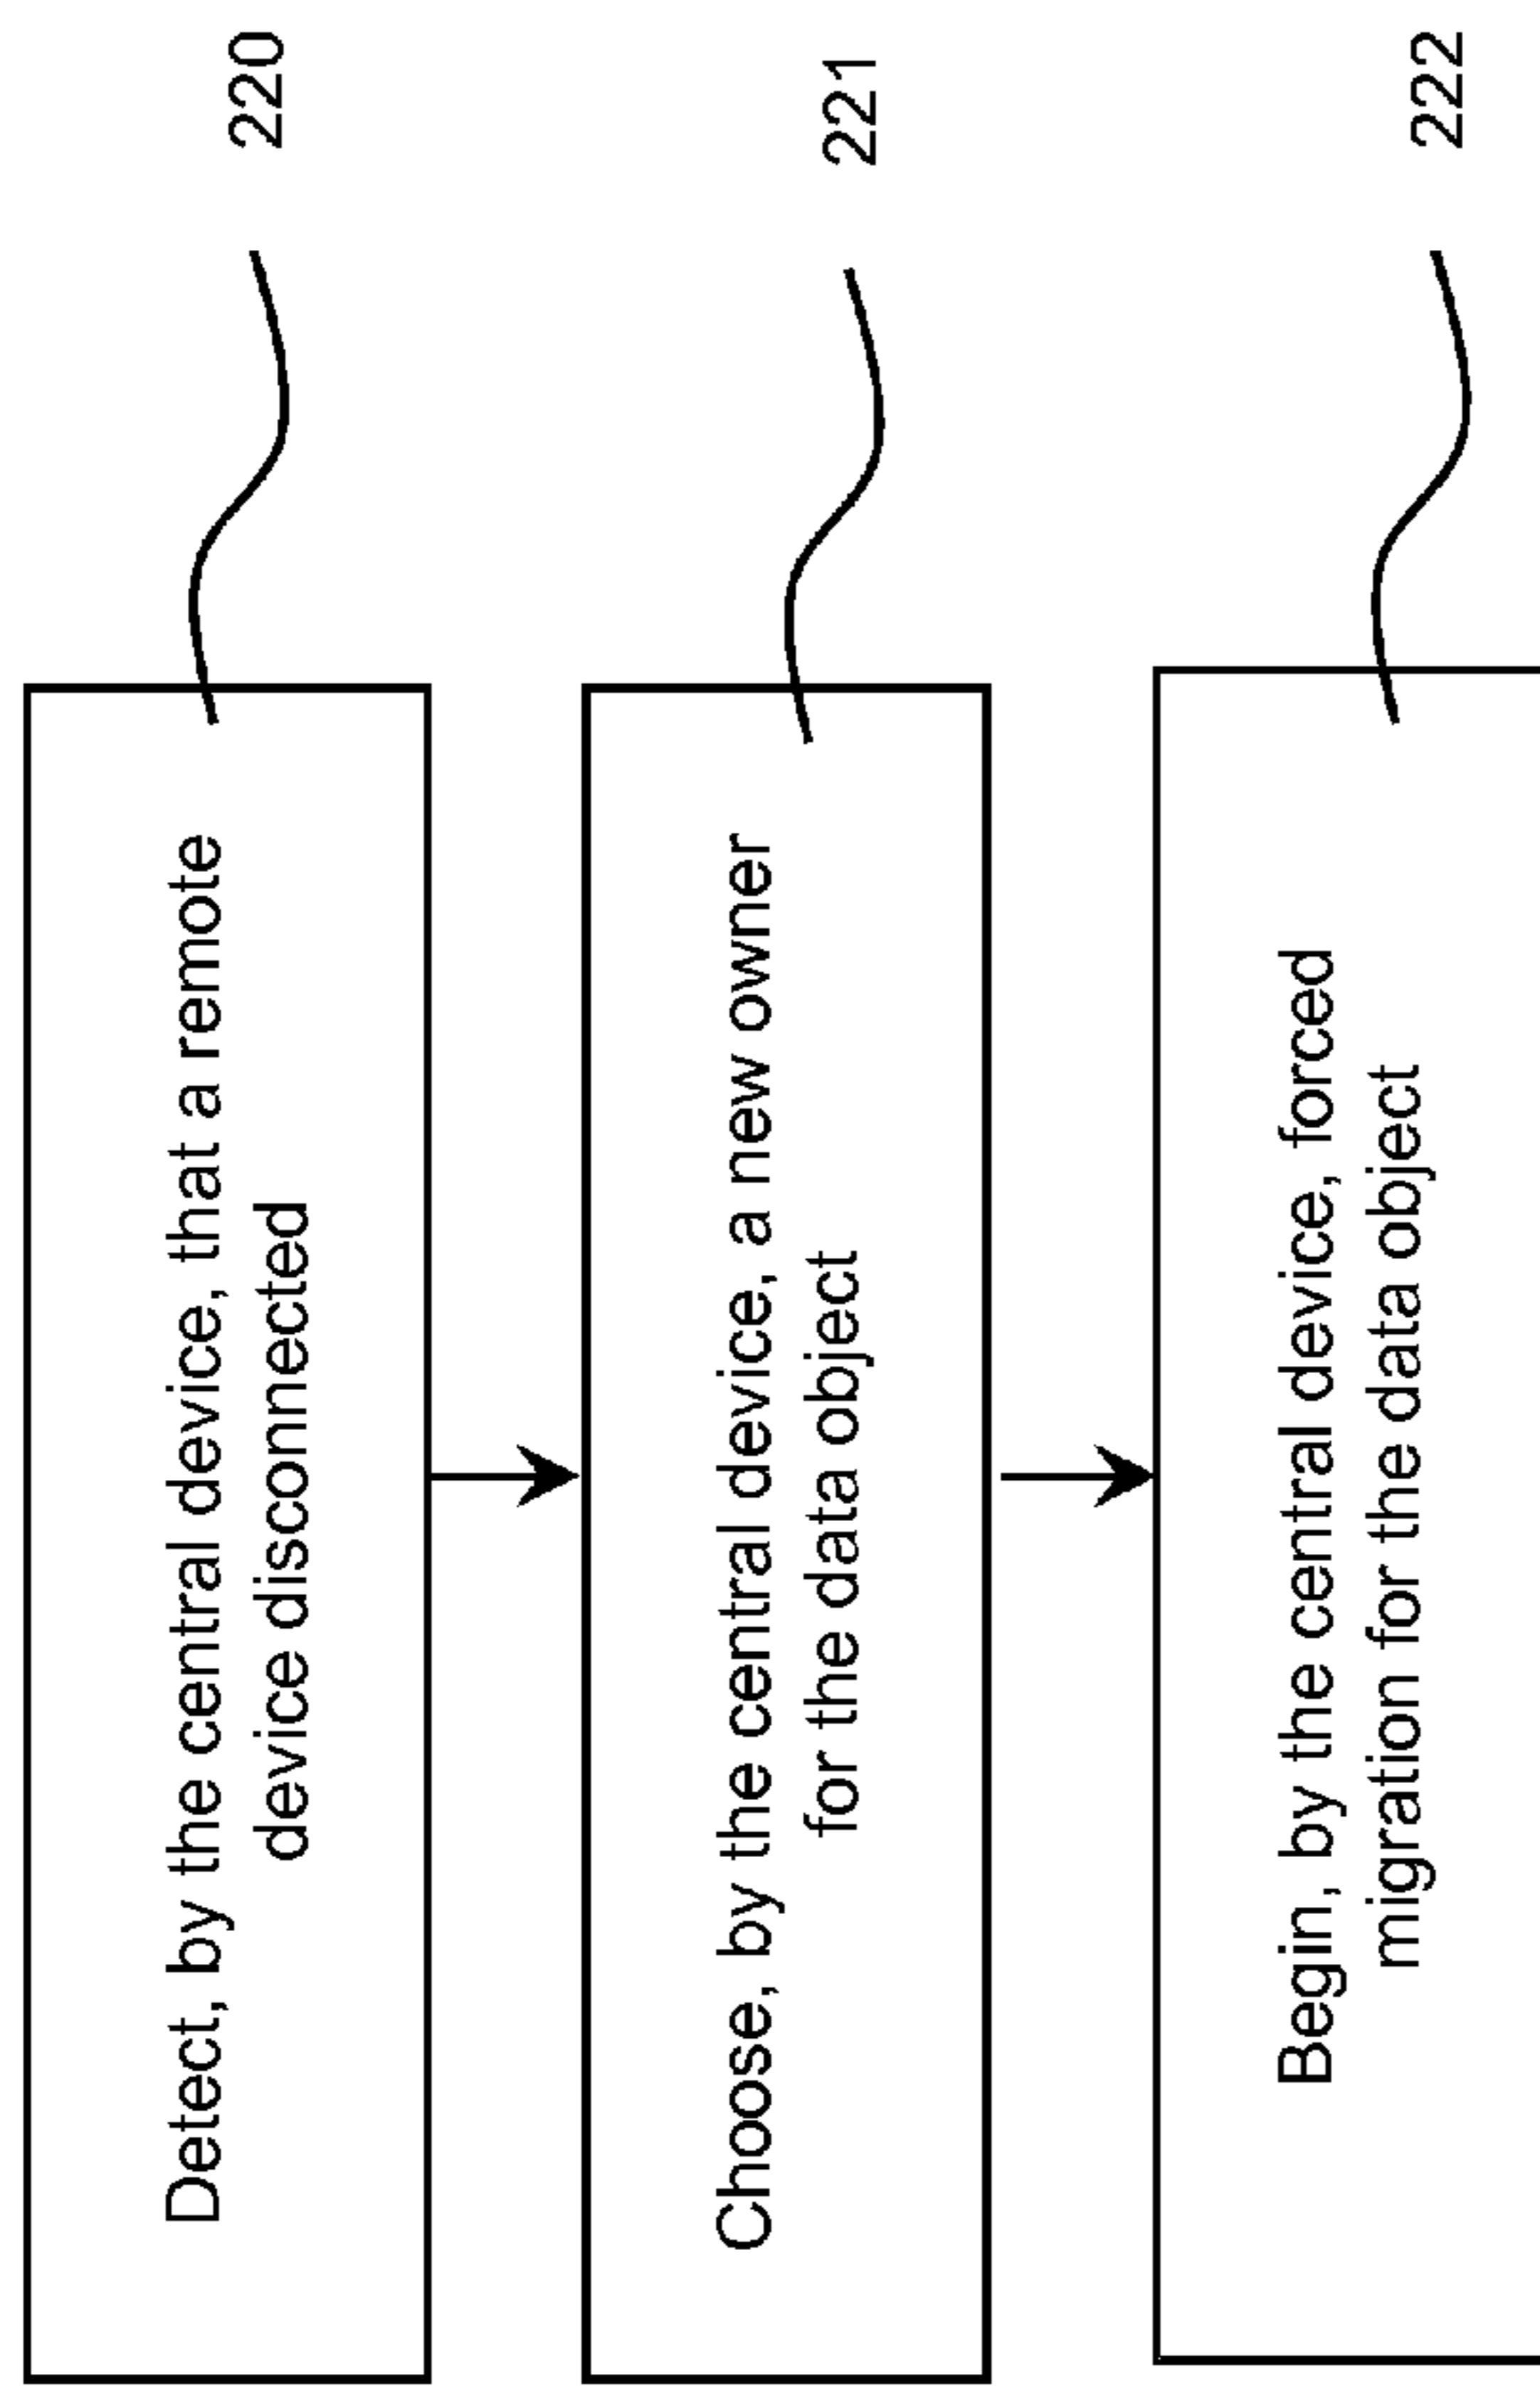 Detect, by the central device, that a remote
device disconnected
220
Choose, by the central device, a new owner
for the data object
221
Begin, by the central device, forced
migration for the data object
222